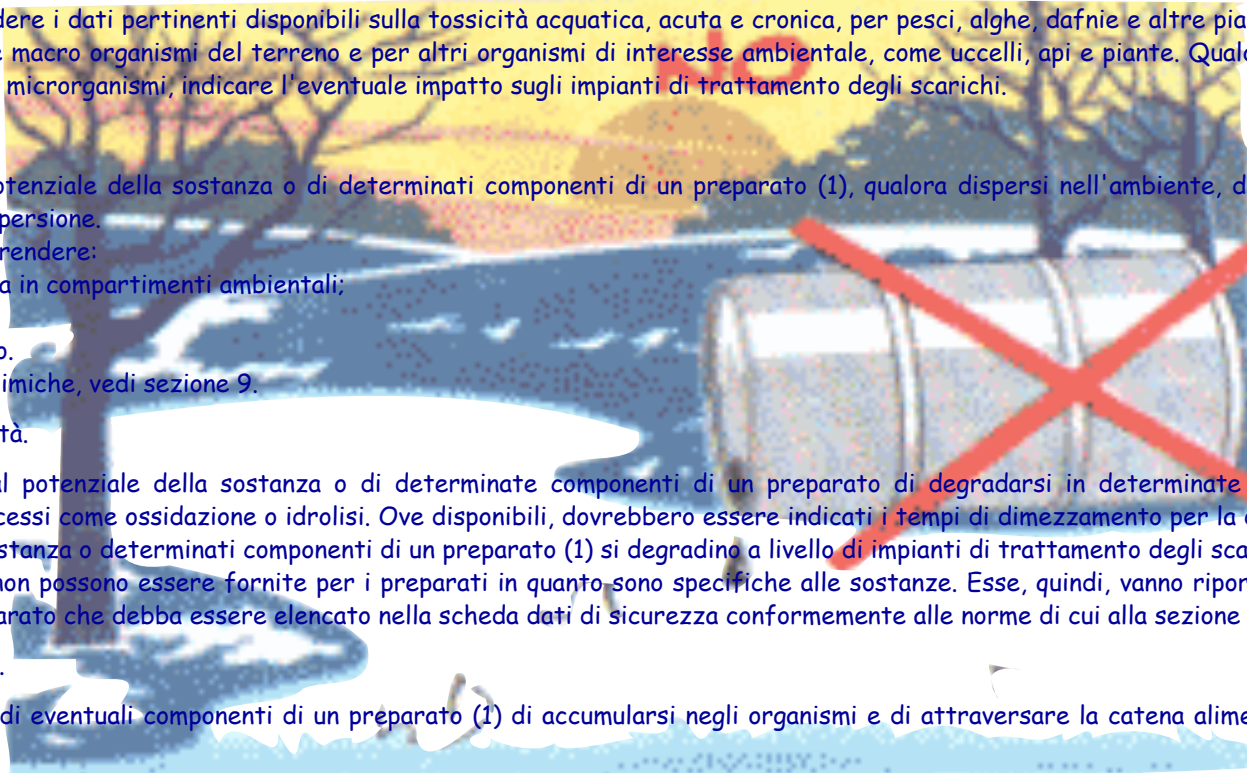 dere i dati pertinenti disponibili sulla tossicità acquatica, acuta e cronica, per pesci, alghe, dafnie e altre pia
e macro organismi del terreno e per altri organismi di interesse ambientale, come uccelli, api e piante. Qualo
NO
microrganismi, indicare l'eventuale impatto sugli impianti di trattamento degli scarichi.
otenziale della sostanza o di determinati componenti di un preparato (1), qualora dispersi nell'ambiente, d
persione.
rendere:
a in compartimenti ambientali;
o.
imiche, vedi sezione 9.
tà.
al potenziale della sostanza o di determinate componenti di un preparato di degradarsi in determinate
cessi come ossidazione o idrolisi. Ove disponibili, dovrebbero essere indicati i tempi di dimezzamento per la
stanza o determinati componenti di un preparato (1) si degradino a livello di impianti di trattamento degli sca
non possono essere fornite per i preparati in quanto sono specifiche alle sostanze. Esse, quindi, vanno ripor
arato che debba essere elencato nella scheda dati di sicurezza conformemente alle norme di cui alla sezione
.
di eventuali componenti di un preparato (1) di accumularsi negli organismi e di attraversare la catena alime